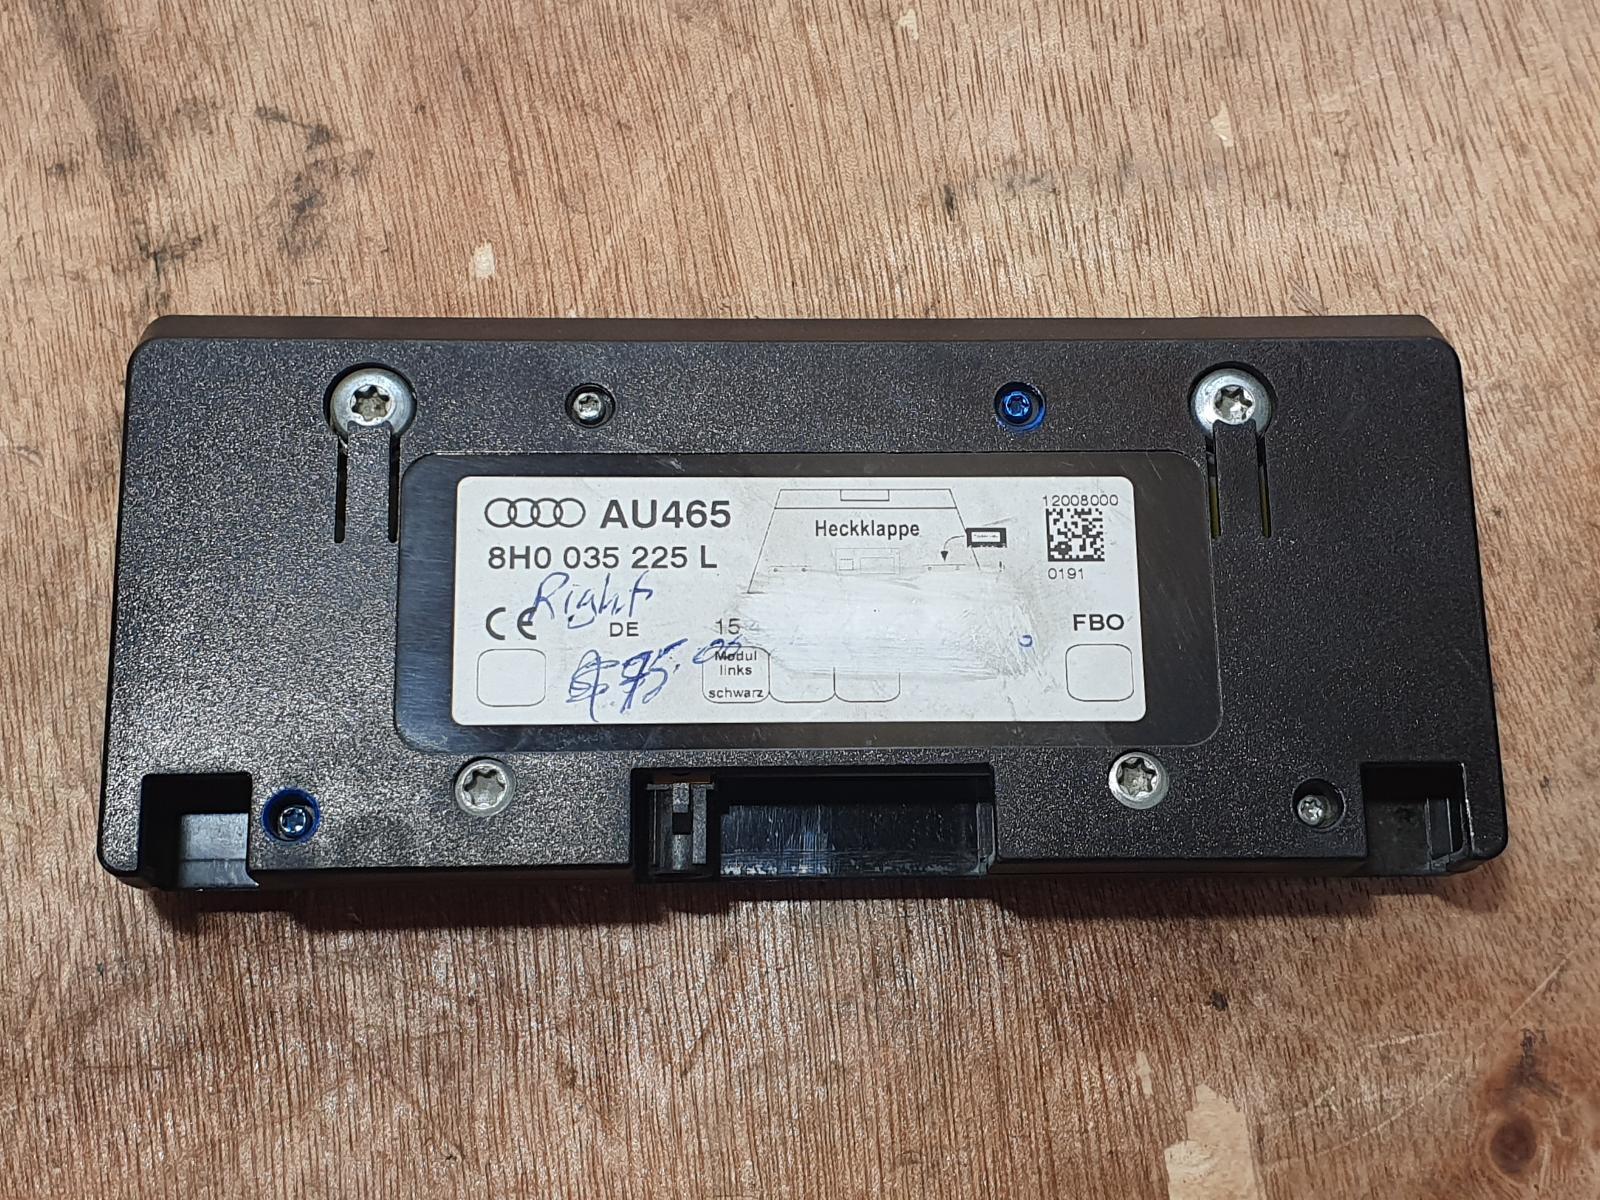 AU465
8H0 035 225 L
Heckklappe
12008000
0191
Right
CE
DE
15
FBO
Modul
links
schwarz